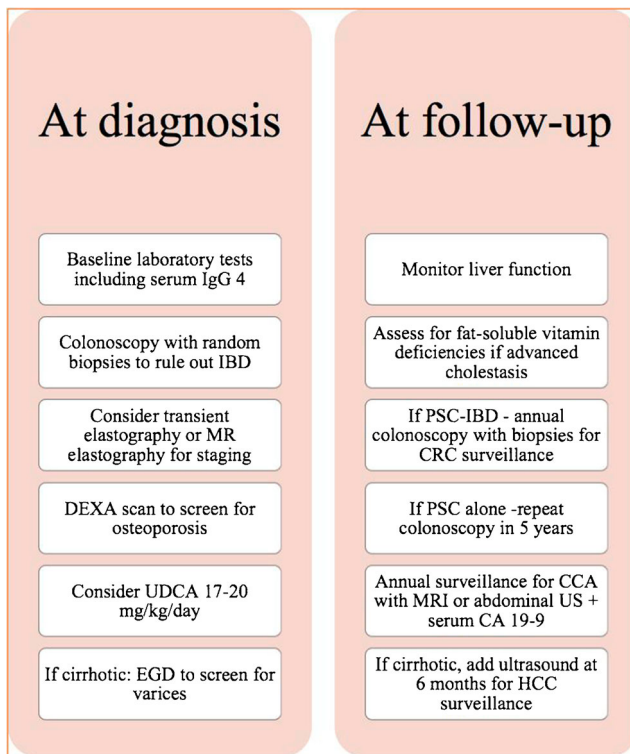 At diagnosis
Baseline laboratory tests
including serum IgG 4
Colonoscopy with random
biopsies to rule out IBD
Consider transient
elastography or MR
elastography for staging
DEXA scan to screen for
osteoporosis
Consider UDCA 17-20
mg/kg/day
If cirrhotic: EGD to screen for
varices
At follow-up
Monitor liver function
Assess for fat-soluble vitamin
deficiencies if advanced
cholestasis
If PSC-IBD - annual
colonoscopy with biopsies for
CRC surveillance
If PSC alone -repeat
colonoscopy in 5 years
Annual surveillance for CCA
with MRI or abdominal US +
serum CA 19-9
If cirrhotic, add ultrasound at
6 months for HCC
surveillance